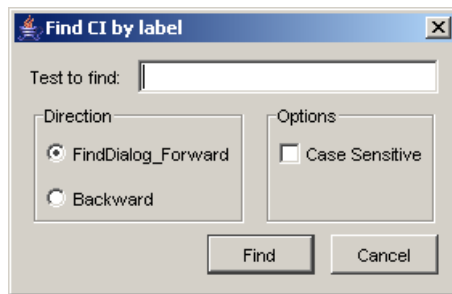 Find CI by label
Test to find:
Direction
FindDialog_Forward
Backward
Options
Case Sensitive
Find
Cancel